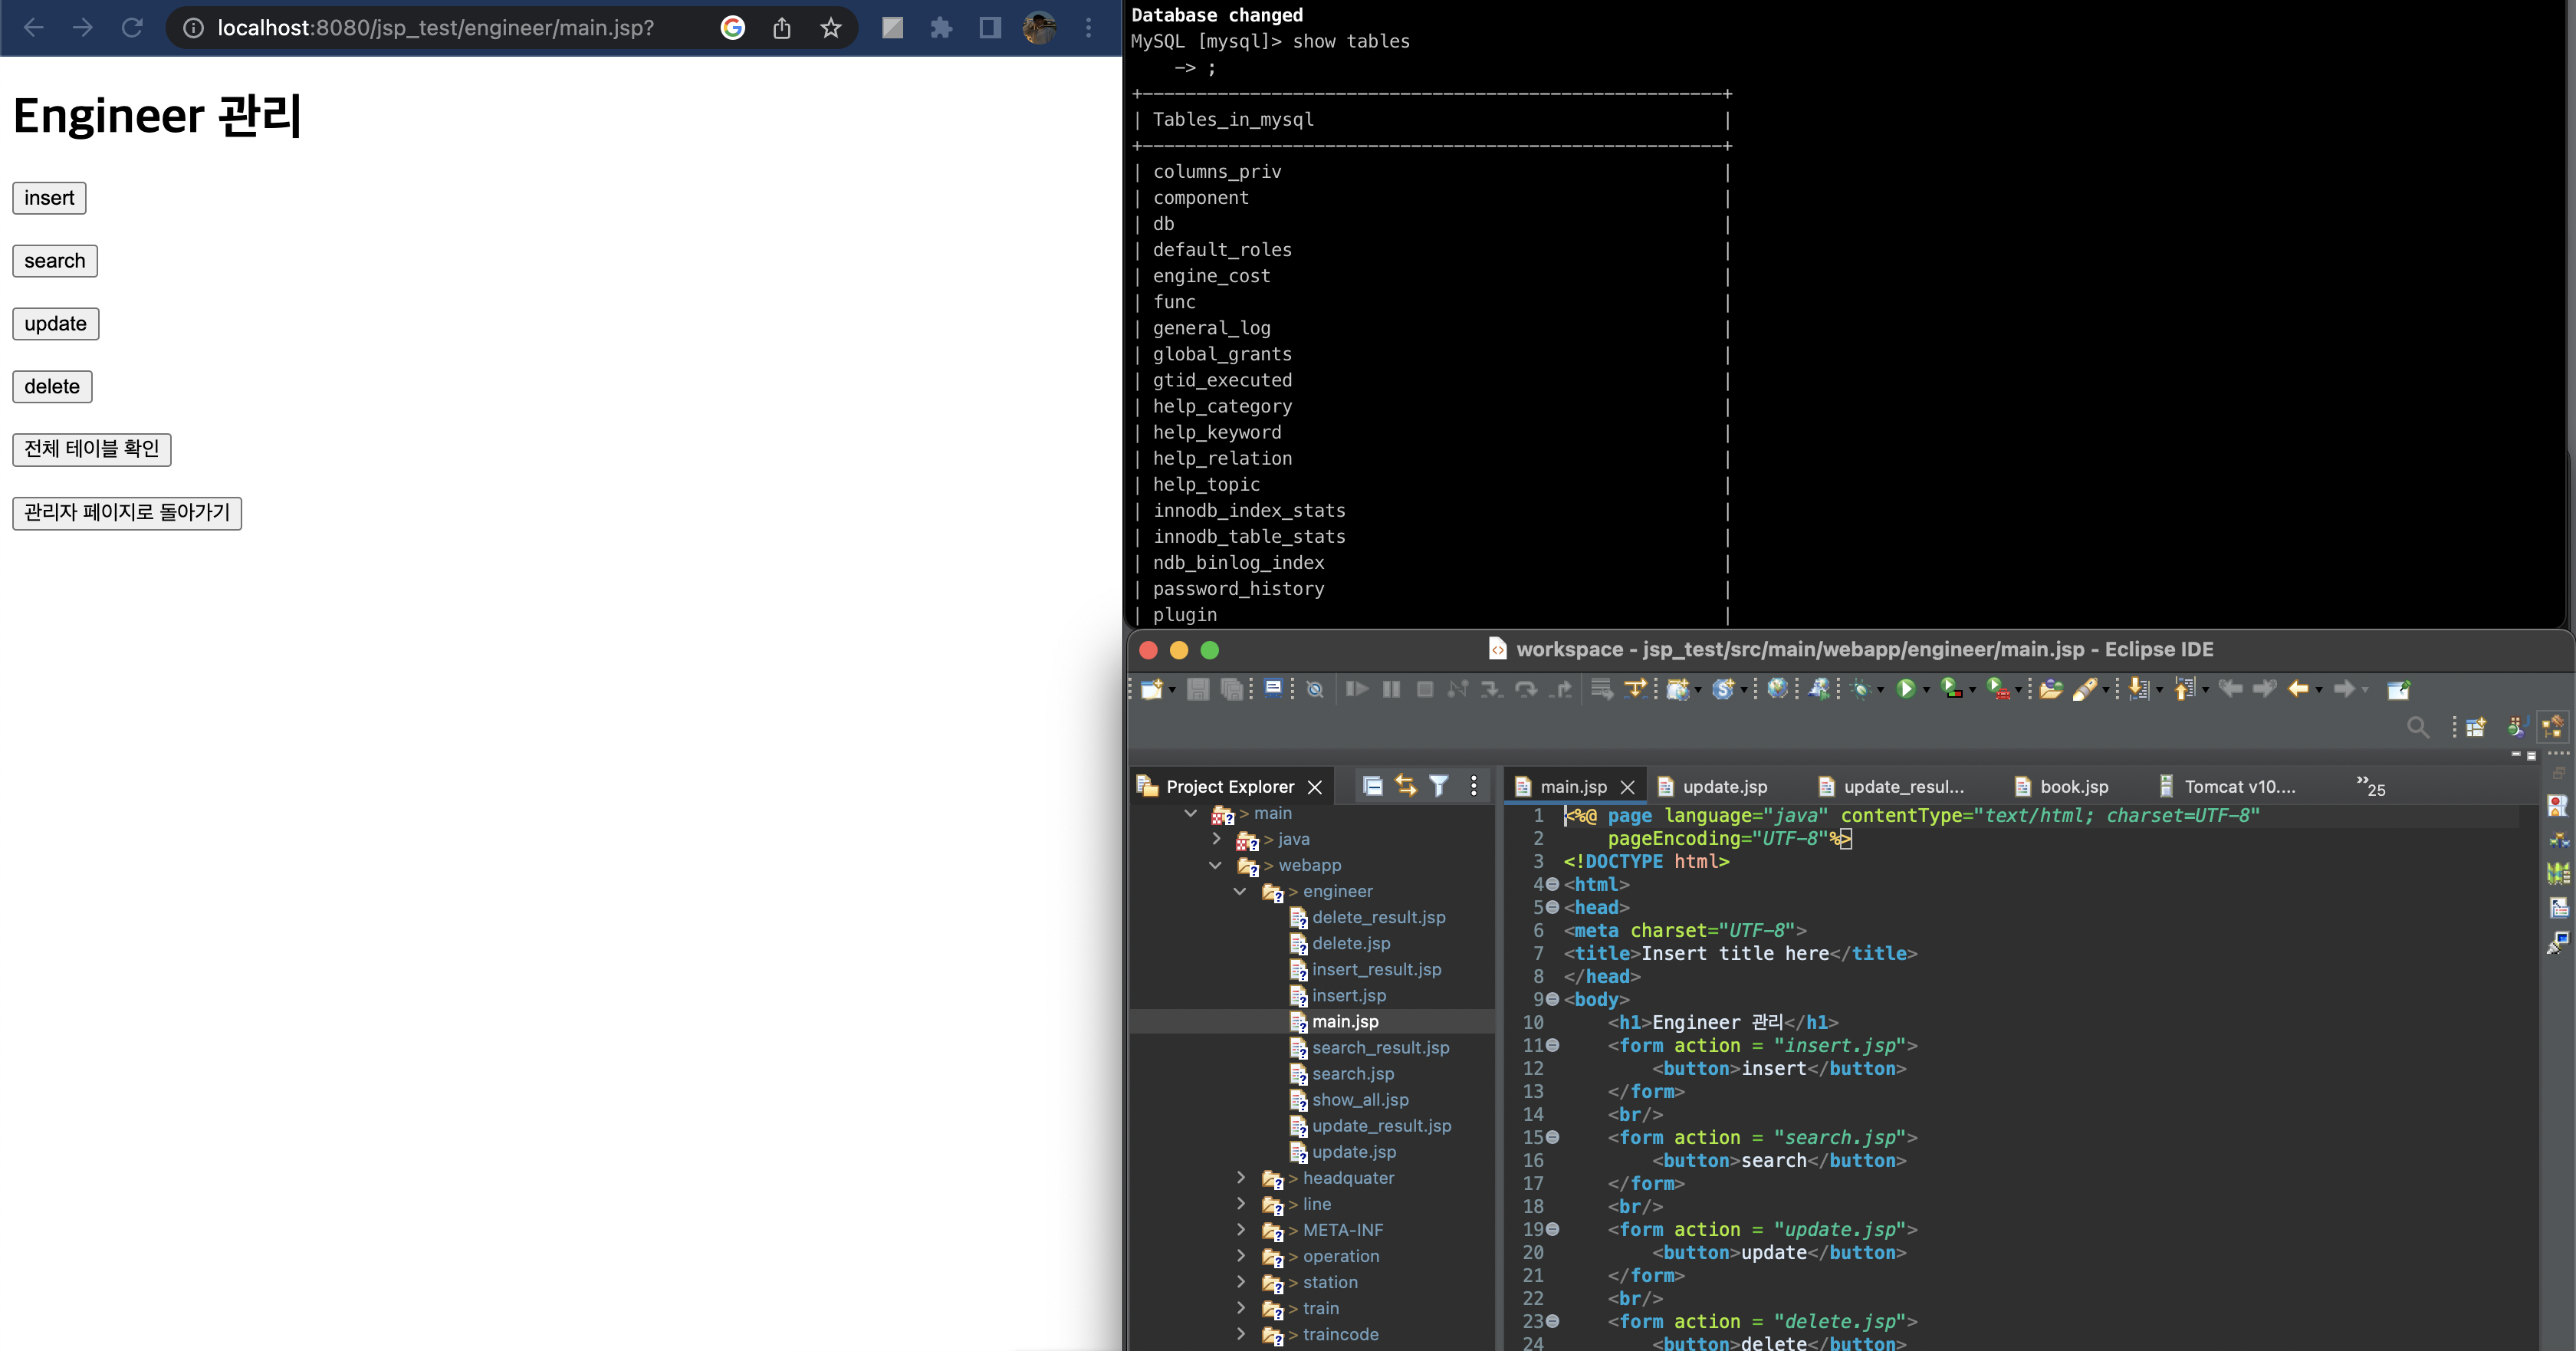 localhost:8080/jsp_test/engineer/main.jsp?
Engineer 관리
insert
search
update
delete
전체 테이블 확인
관리자 페이지로 돌아가기
Database changed
MySQL [mysql]> show tables
-> ;
+------------------------------------------------------+
| Tables_in_mysql |
+------------------------------------------------------+
| columns_priv |
| component |
| db |
| default_roles |
| engine_cost |
| func |
| general_log |
| global_grants |
| gtid_executed |
| help_category |
| help_keyword |
| help_relation |
| help_topic |
| innodb_index_stats |
| innodb_table_stats |
| ndb_binlog_index |
| password_history |
| plugin |
workspace - jsp_test/src/main/webapp/engineer/main.jsp - Eclipse IDE
Project Explorer
> main
> java
> webapp
> engineer
delete_result.jsp
delete.jsp
insert_result.jsp
insert.jsp
main.jsp
search_result.jsp
search.jsp
show_all.jsp
update_result.jsp
update.jsp
> headquater
> line
> META-INF
> operation
> station
> train
> traincode
main.jsp update.jsp update_resul... book.jsp Tomcat v10.... »25
1 <%@ page language="java" contentType="text/html; charset=UTF-8"
2 pageEncoding="UTF-8"%>
3 <!DOCTYPE html>
4 <html>
5 <head>
6 <meta charset="UTF-8">
7 <title>Insert title here</title>
8 </head>
9 <body>
10 <h1>Engineer 관리</h1>
11 <form action = "insert.jsp">
12 <button>insert</button>
13 </form>
14 <br/>
15 <form action = "search.jsp">
16 <button>search</button>
17 </form>
18 <br/>
19 <form action = "update.jsp">
20 <button>update</button>
21 </form>
22 <br/>
23 <form action = "delete.jsp">
24 <button>delete</button>